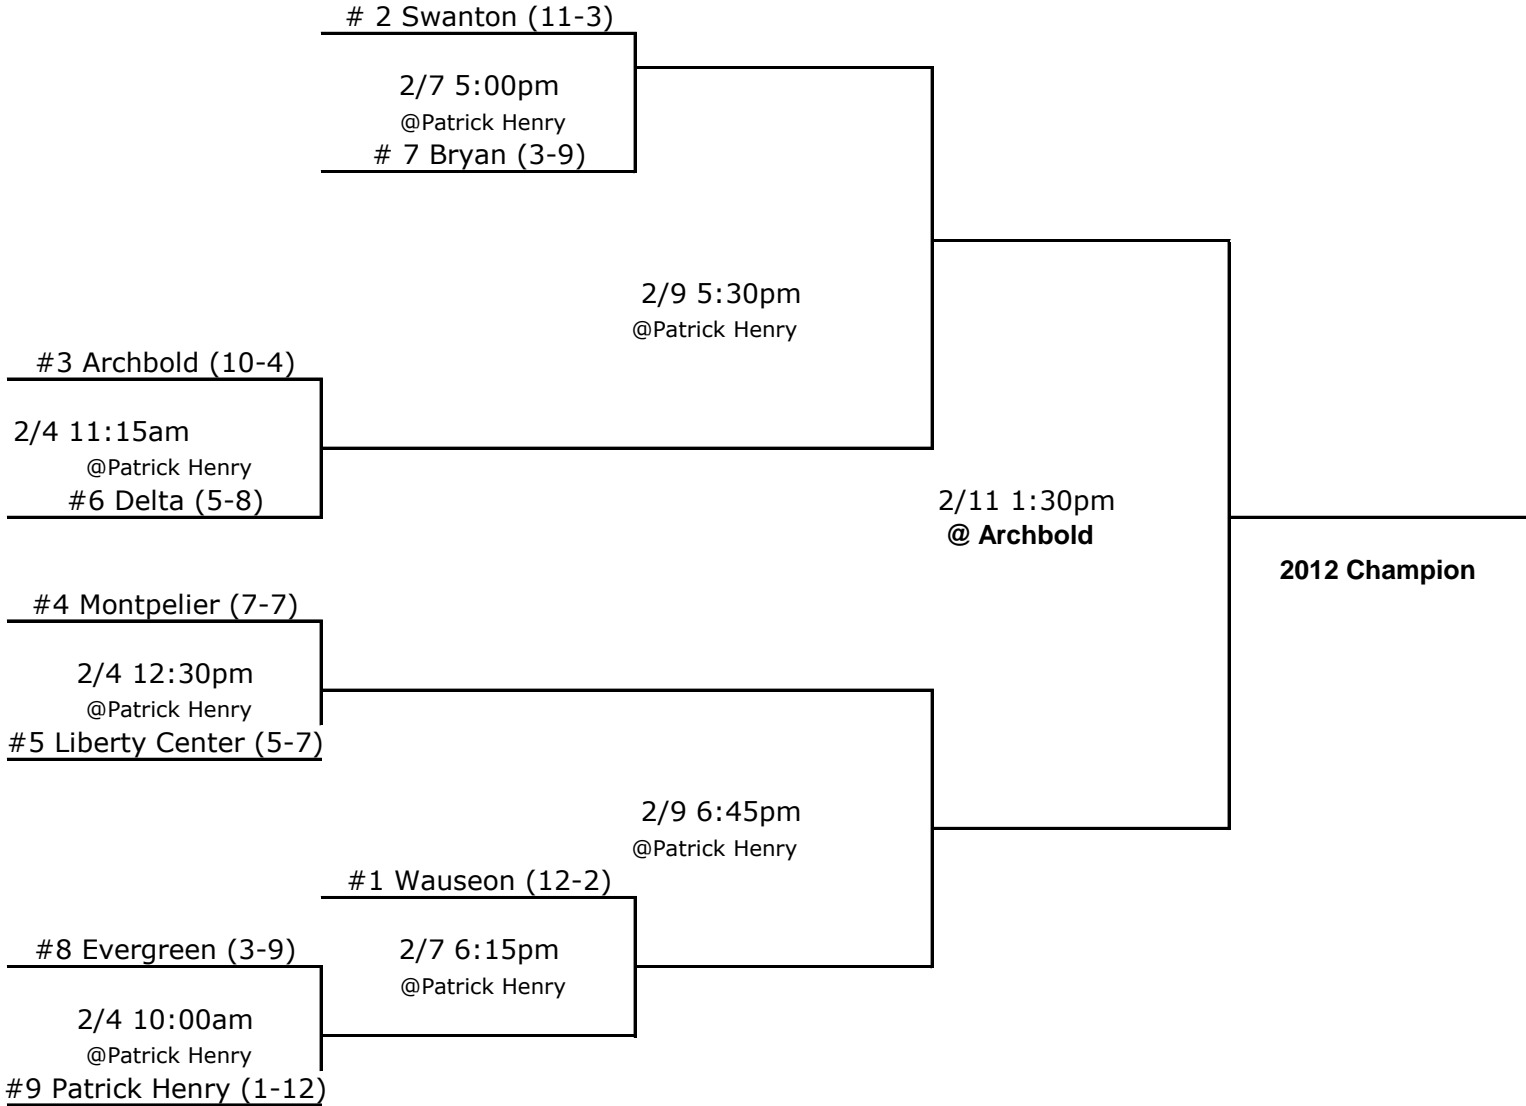 # 2 Swanton (11-3)
2/7 5:00pm
@Patrick Henry
# 7 Bryan (3-9)
2/9 5:30pm
@Patrick Henry
#3 Archbold (10-4)
2/4 11:15am
@Patrick Henry
#6 Delta (5-8)
2/11 1:30pm
@ Archbold
2012 Champion
#4 Montpelier (7-7)
2/4 12:30pm
@Patrick Henry
#5 Liberty Center (5-7)
2/9 6:45pm
@Patrick Henry
#1 Wauseon (12-2)
2/7 6:15pm
@Patrick Henry
#8 Evergreen (3-9)
2/4 10:00am
@Patrick Henry
#9 Patrick Henry (1-12)